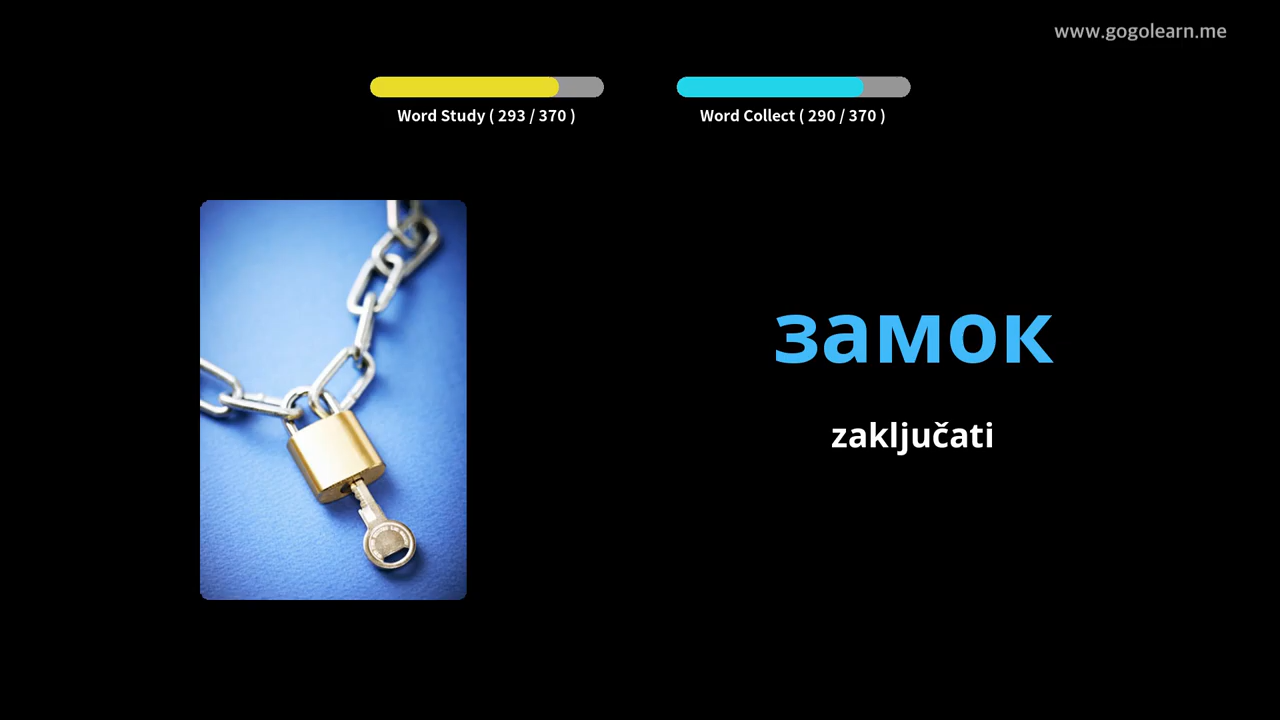 www.gogolearn.me
Word Study ( 293 / 370 )
Word Collect ( 290 / 370 )
замок
zaključati